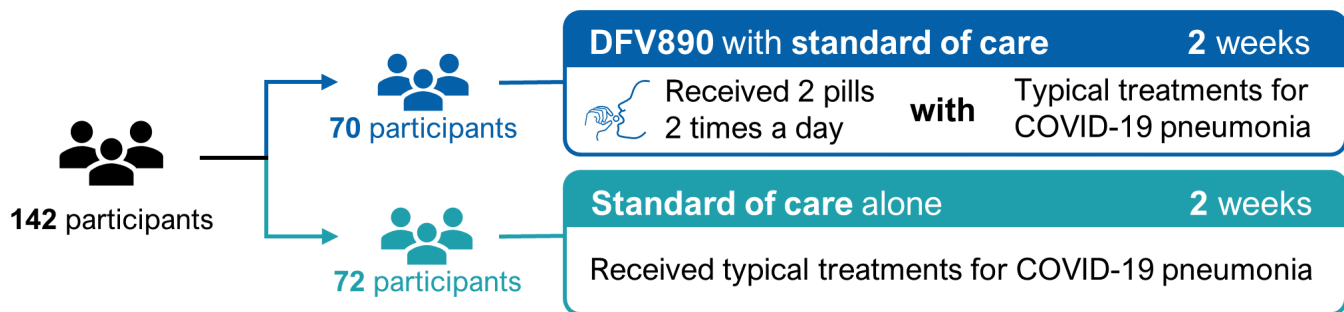 142 participants
70 participants
DFV890 with standard of care 2 weeks
Received 2 pills
2 times a day
with
Typical treatments for
COVID-19 pneumonia
72 participants
Standard of care alone 2 weeks
Received typical treatments for COVID-19 pneumonia